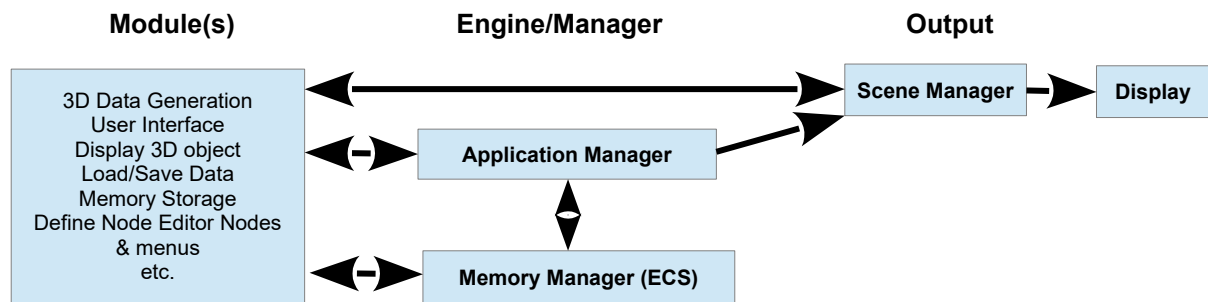 Module(s)
Engine/Manager
Output
3D Data Generation
User Interface
Display 3D object
Load/Save Data
Memory Storage
Define Node Editor Nodes
& menus
etc.
Application Manager
Memory Manager (ECS)
Scene Manager
Display